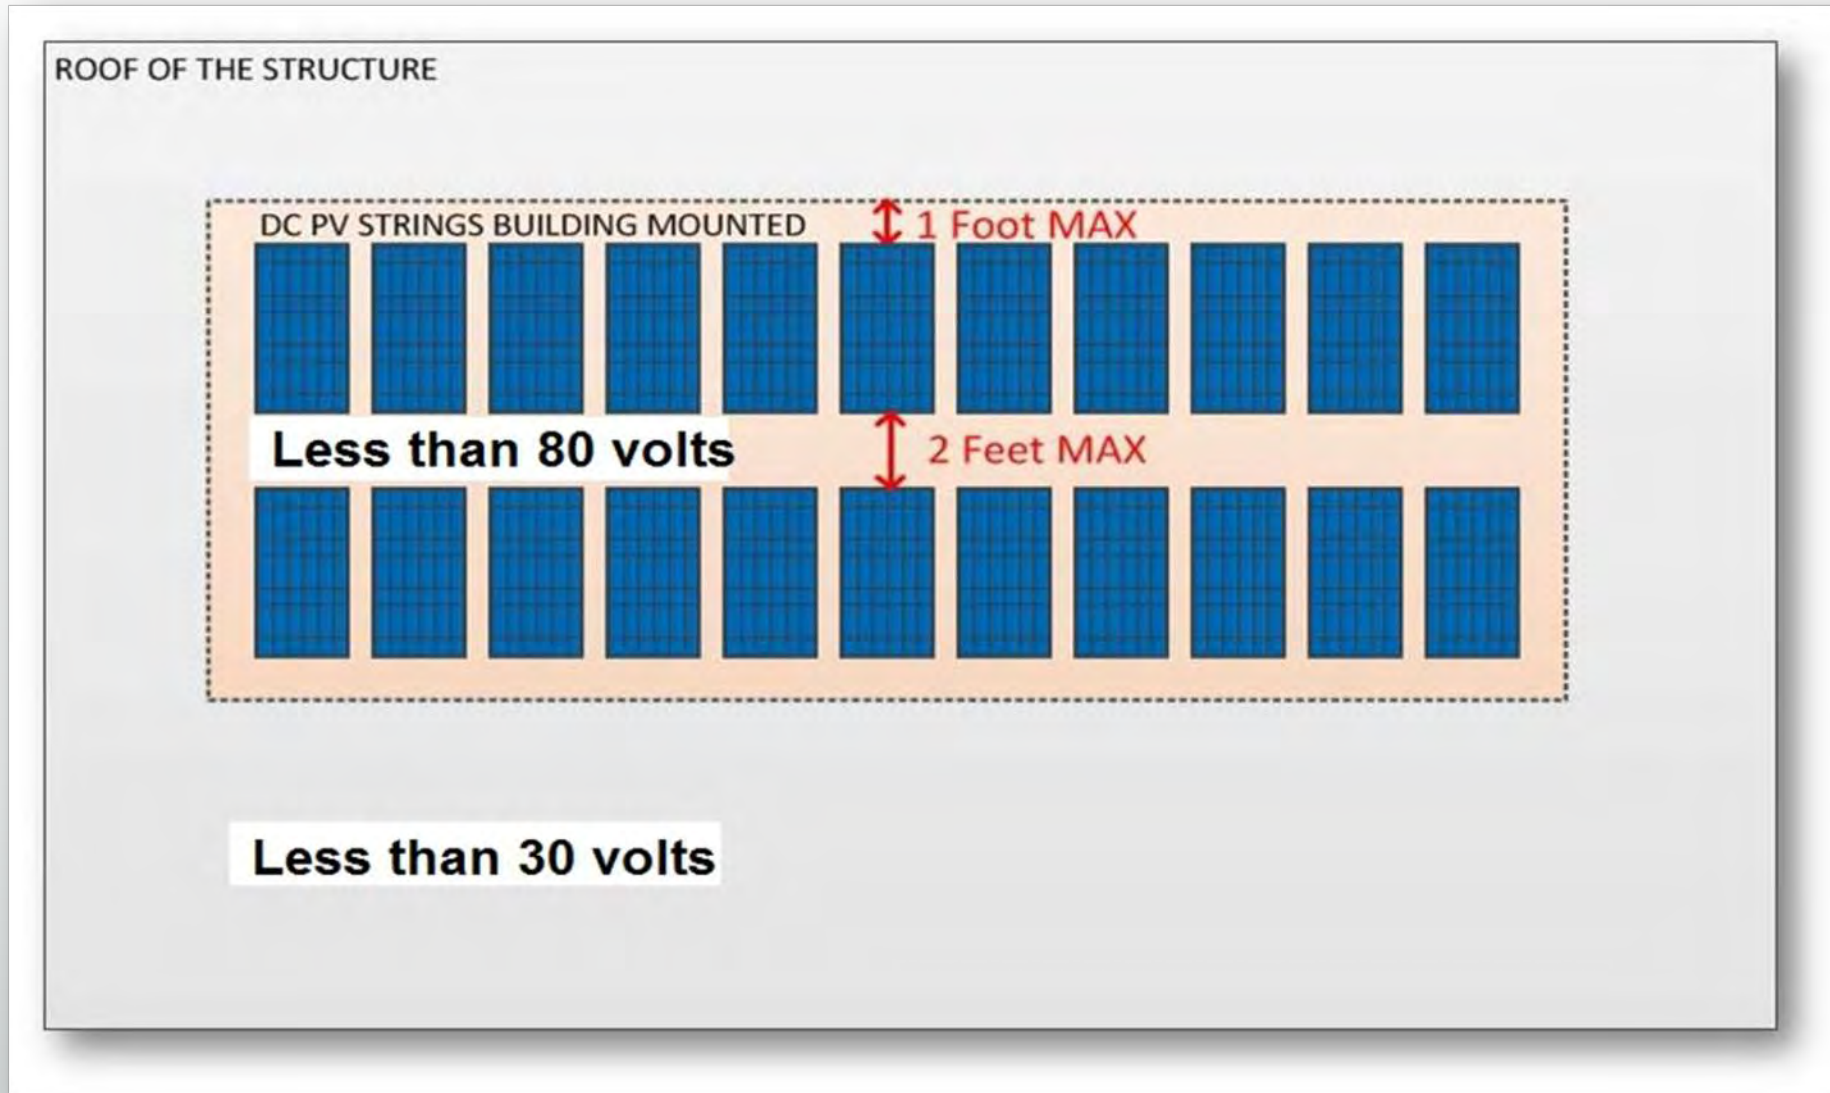 ROOF OF THE STRUCTURE
DC PV STRINGS BUILDING MOUNTED
1 Foot MAX
Less than 80 volts
2 Feet MAX
Less than 30 volts